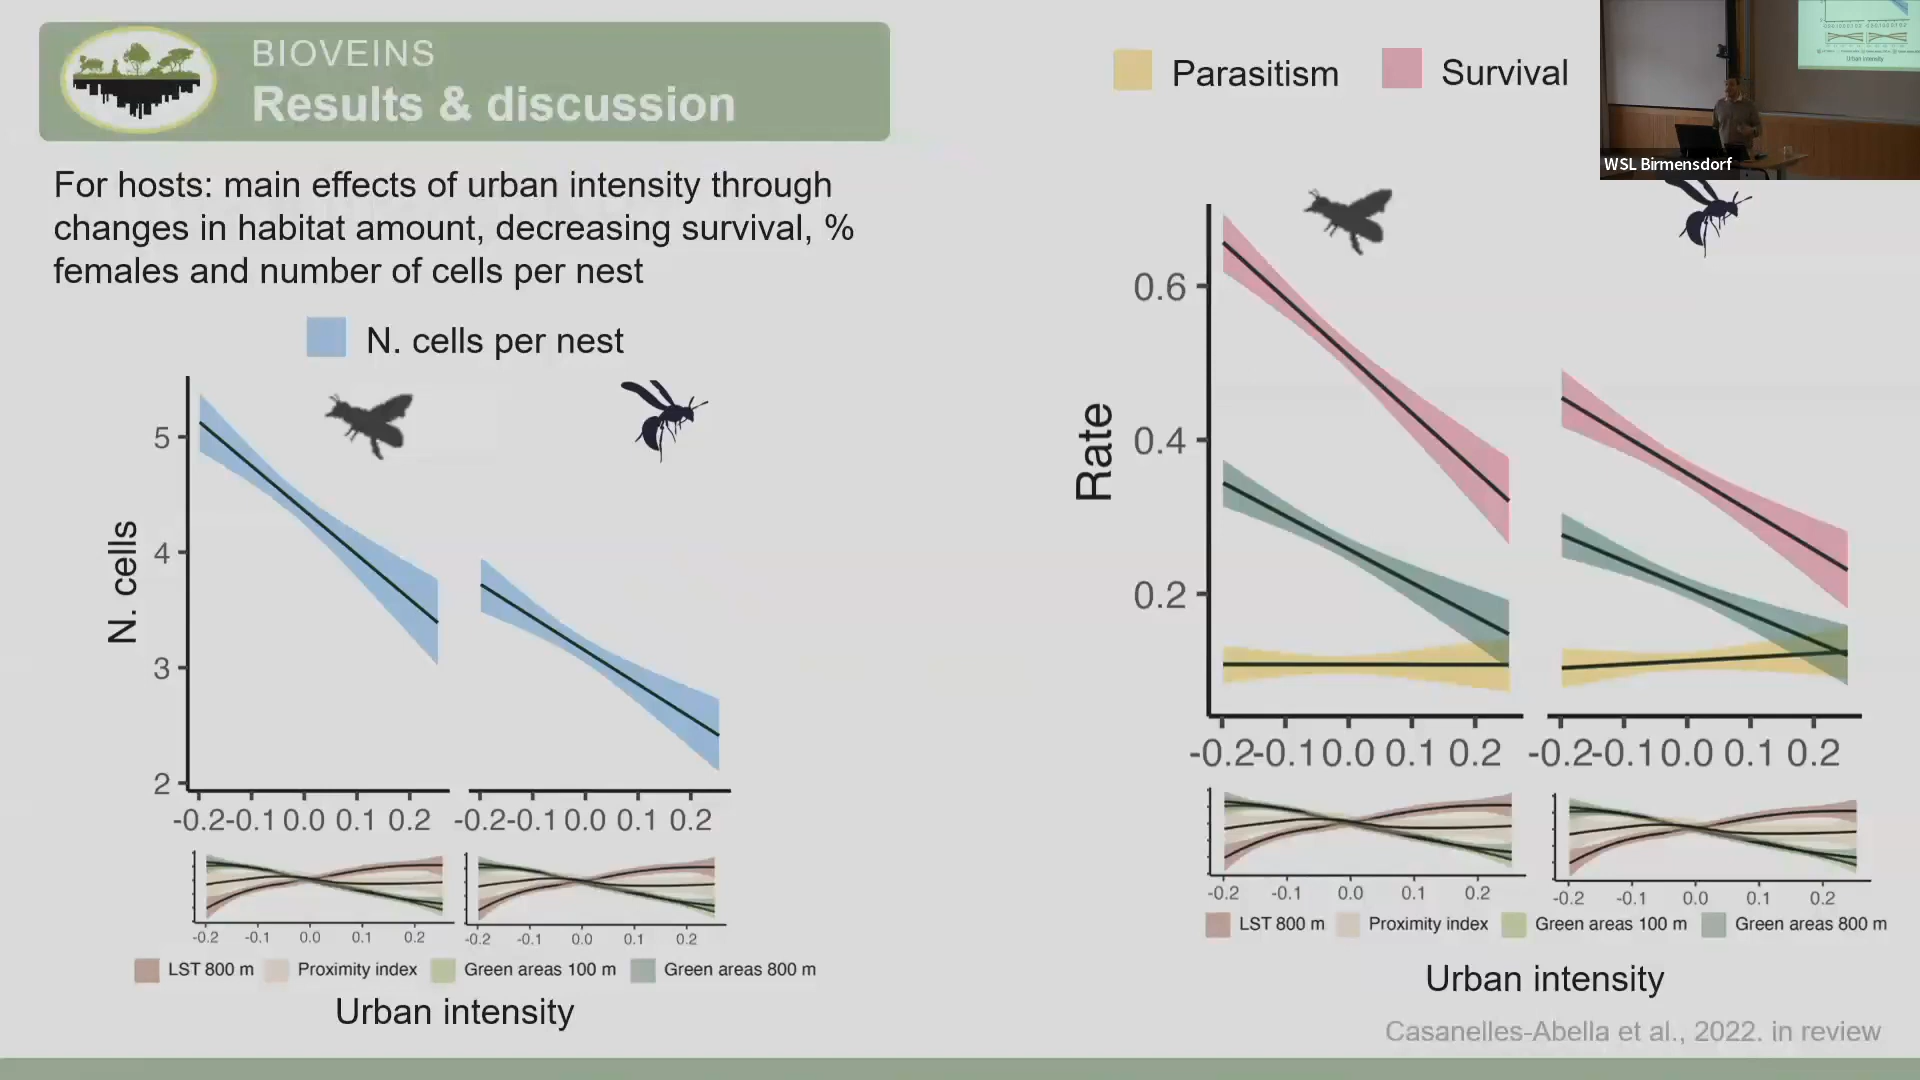 BIOVEINS
Results & discussion
Parasitism
Survival
WSL Birmensdorf
For hosts: main effects of urban intensity through
changes in habitat amount, decreasing survival, %
females and number of cells per nest
N. cells per nest
N. cells
5
4
3
2
-0.2 -0.1 0.0 0.1 0.2
-0.2 -0.1 0.0 0.1 0.2
-0.2 -0.1 0.0 0.1 0.2
-0.2 -0.1 0.0 0.1 0.2
LST 800 m Proximity index Green areas 100 m Green areas 800 m
Urban intensity
Rate
0.6
0.4
0.2
-0.2 -0.1 0.0 0.1 0.2
-0.2 -0.1 0.0 0.1 0.2
-0.2 -0.1 0.0 0.1 0.2
-0.2 -0.1 0.0 0.1 0.2
LST 800 m Proximity index Green areas 100 m Green areas 800 m
Urban intensity
Casanelles-Abella et al., 2022. in review